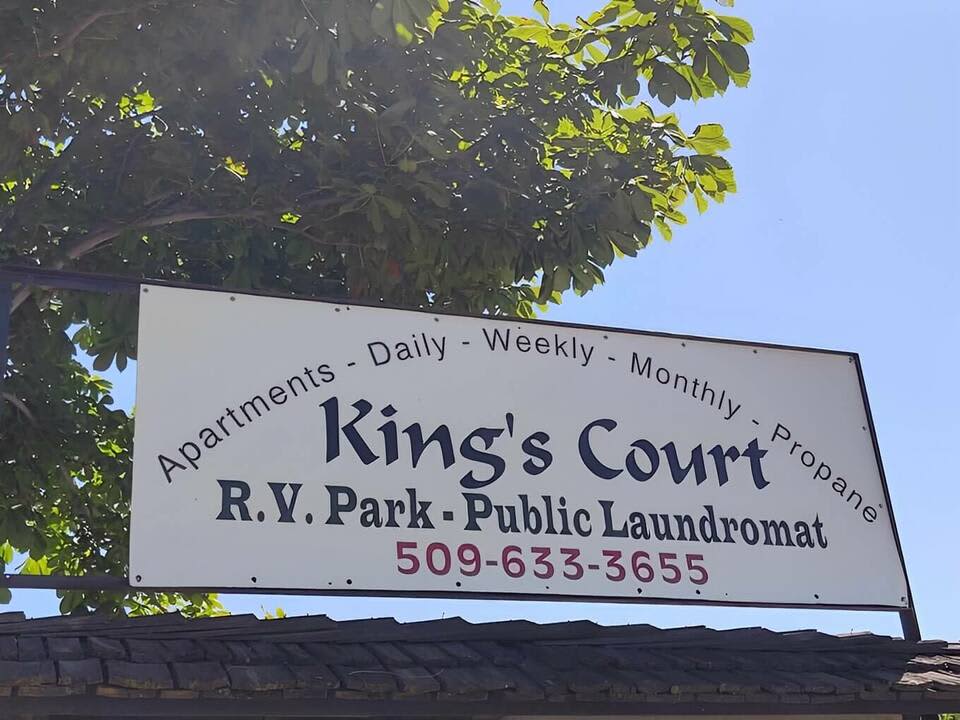 Apartments - Daily - Weekly - Monthly - Propane
King's Court
R.V. Park - Public Laundromat
509-633-3655